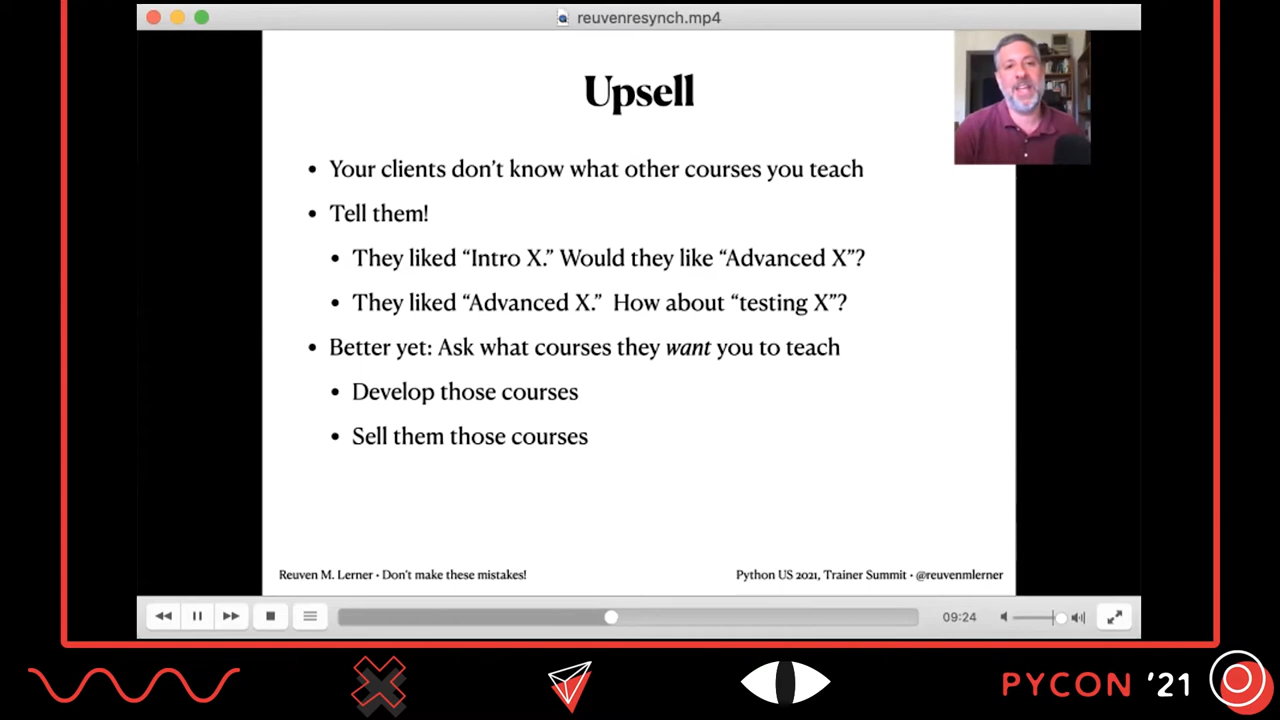 reuvenresynch.mp4
Upsell
• Your clients don't know what other courses you teach
• Tell them!
• They liked “Intro X.” Would they like “Advanced X”?
• They liked “Advanced X.” How about “testing X”?
• Better yet: Ask what courses they want you to teach
• Develop those courses
• Sell them those courses
Reuven M. Lerner • Don't make these mistakes!
Python US 2021, Trainer Summit • @reuvenmlerner
09:24
PYCON '21